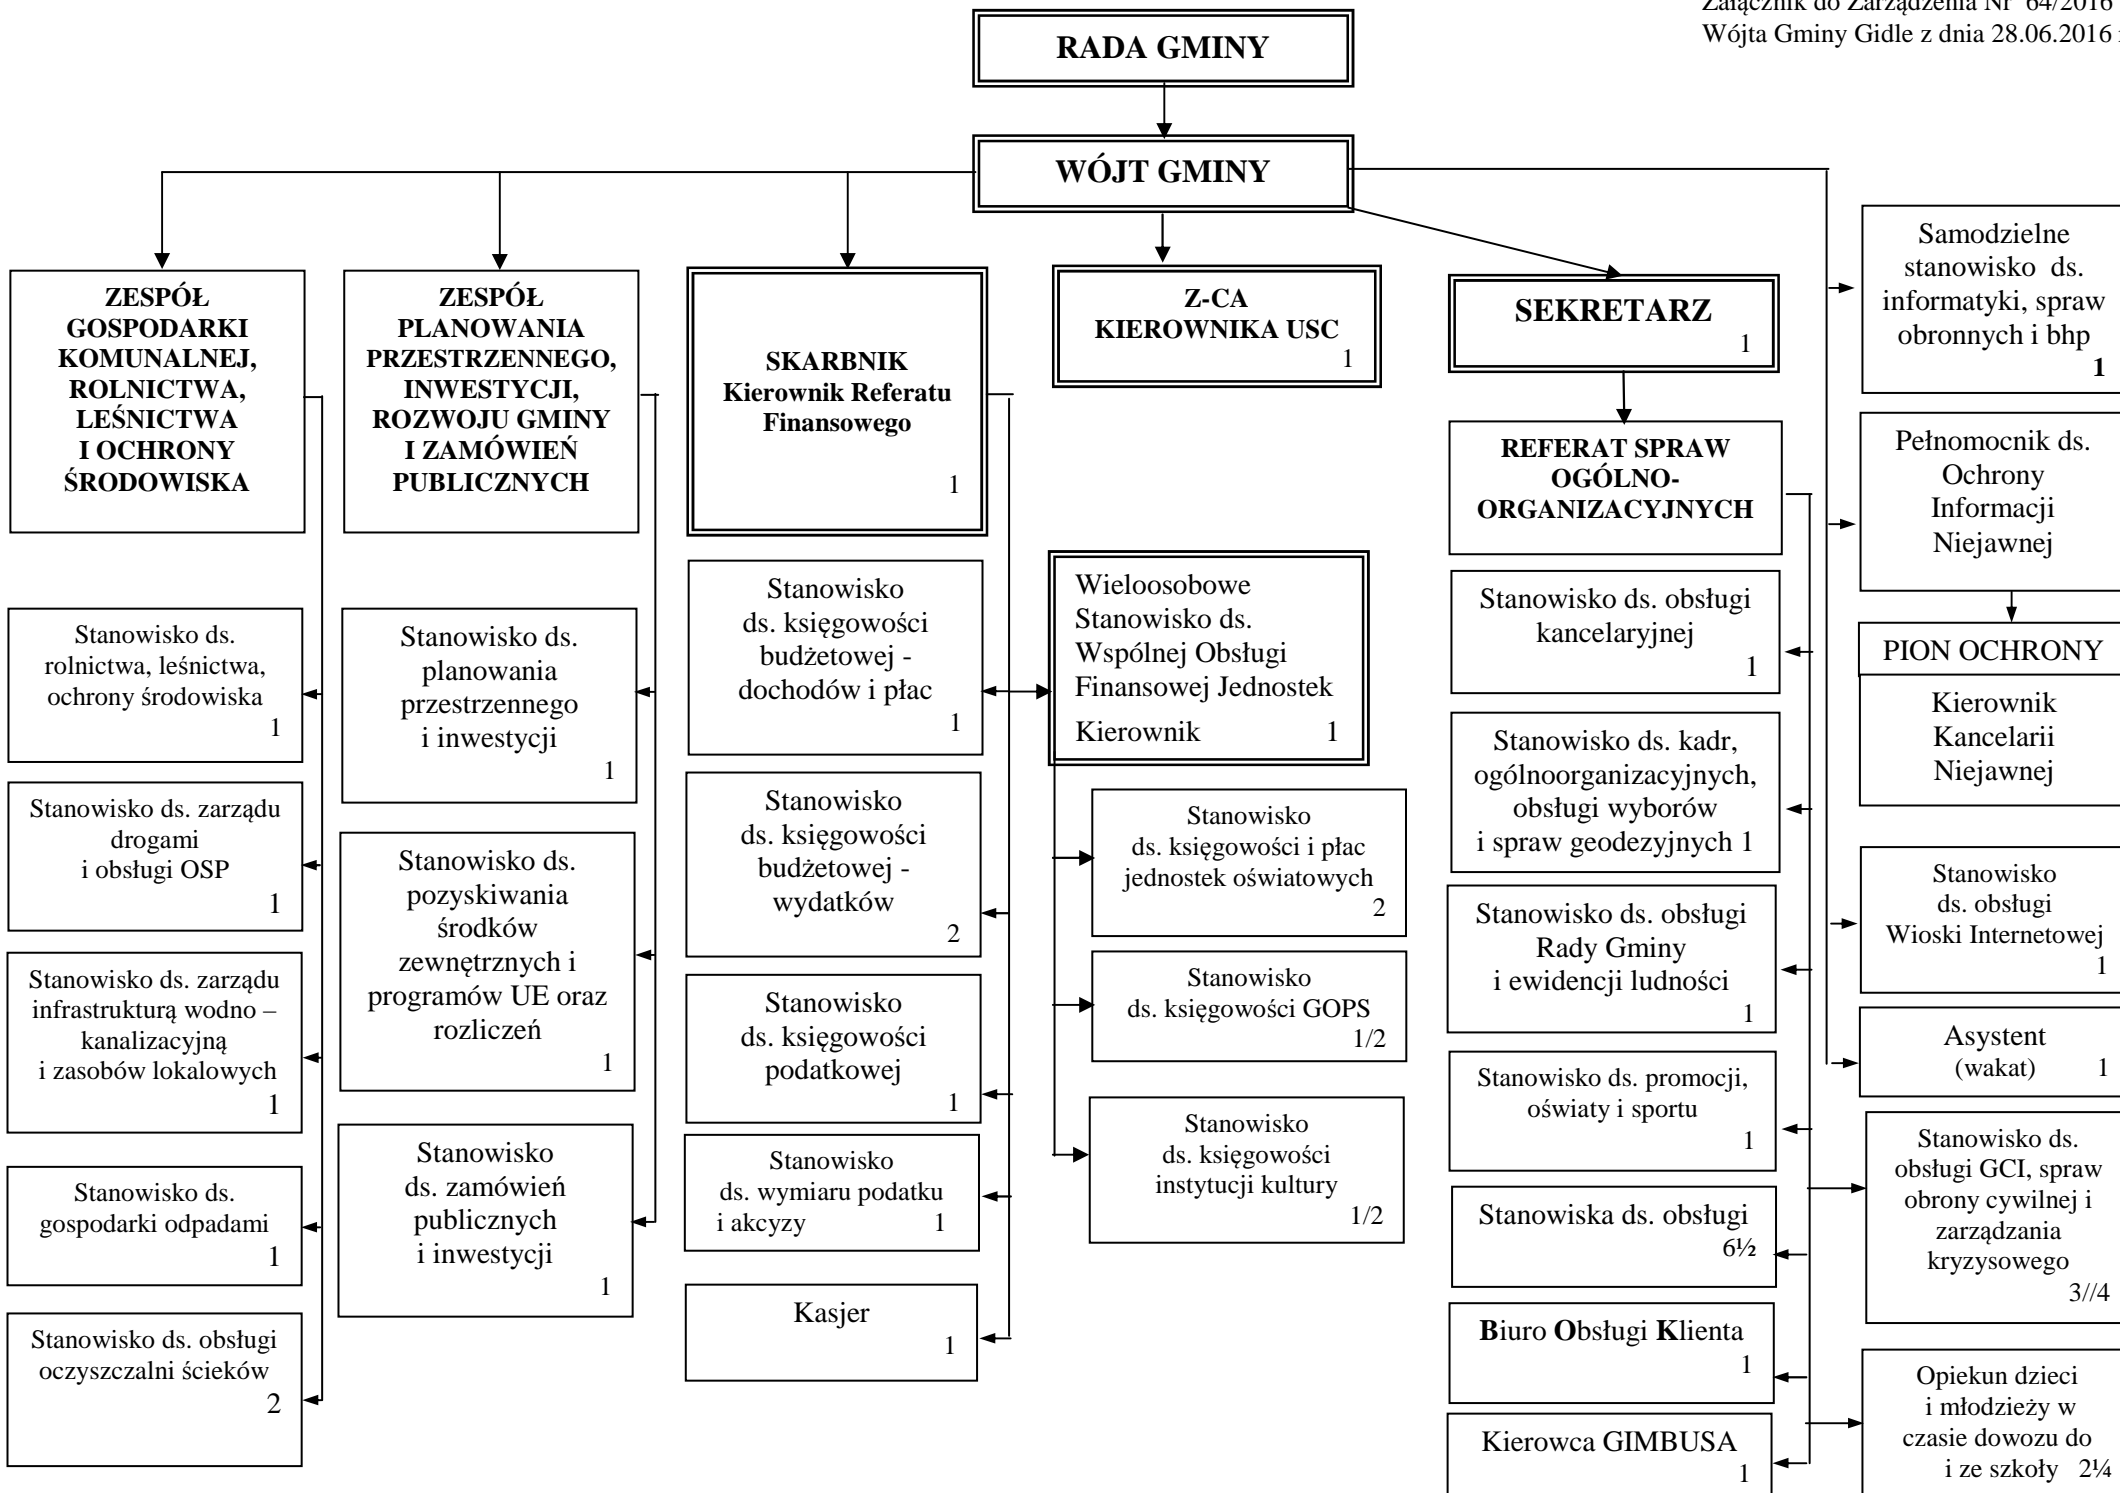 Załącznik do Zarządzenia Nr 64/2016
Wójta Gminy Gidle z dnia 28.06.2016
RADA GMINY
WÓJT GMINY
ZESPÓŁ
GOSPODARKI
KOMUNALNEJ,
ROLNICTWA,
LEŚNICTWA
I OCHRONY
ŚRODOWISKA
ZESPÓŁ
PLANOWANIA
PRZESTRZENNEGO,
INWESTYCJI,
ROZWOJU GMINY
I ZAMÓWIEŃ
PUBLICZNYCH
SKARBNIK
Kierownik Referatu
Finansowego
1
Z-CA
KIEROWNIKA USC
1
SEKRETARZ
1
Samodzielne
stanowisko ds.
informatyki, spraw
obronnych i bhp
1
REFERAT SPRAW
OGÓLNO-
ORGANIZACYJNYCH
Pełnomocnik ds.
Ochrony
Informacji
Niejawnej
PION OCHRONY
Kierownik
Kancelarii
Niejawnej
Stanowisko ds.
rolnictwa, leśnictwa,
ochrony środowiska
1
Stanowisko ds. zarządu
drogami
i obsługi OSP
1
Stanowisko ds. zarządu
infrastrukturą wodno –
kanalizacyjną
i zasobów lokalowych
1
Stanowisko ds.
gospodarki odpadami
1
Stanowisko ds. obsługi
oczyszczalni ścieków
2
Stanowisko ds.
planowania
przestrzennego
i inwestycji
1
Stanowisko ds.
pozyskiwania
środków
zewnętrznych i
programów UE oraz
rozliczeń
1
Stanowisko
ds. zamówień
publicznych
i inwestycji
1
Stanowisko
ds. księgowości
budżetowej -
dochodów i płac
1
Stanowisko
ds. księgowości
budżetowej -
wydatków
2
Stanowisko
ds. księgowości
podatkowej
1
Stanowisko
ds. wymiaru podatku
i akcyzy 1
Kasjer
1
Wieloosobowe
Stanowisko ds.
Wspólnej Obsługi
Finansowej Jednostek
Kierownik 1
Stanowisko
ds. księgowości i płac
jednostek oświatowych
2
Stanowisko
ds. księgowości GOPS
1/2
Stanowisko
ds. księgowości
instytucji kultury
1/2
Stanowisko ds. obsługi
kancelaryjnej
1
Stanowisko ds. kadr,
ogólnoorganizacyjnych,
obsługi wyborów
i spraw geodezyjnych 1
Stanowisko ds. obsługi
Rady Gminy
i ewidencji ludności
1
Stanowisko ds. promocji,
oświaty i sportu
1
Stanowiska ds. obsługi
6½
Biuro Obsługi Klienta
1
Kierowca GIMBUSA
1
Stanowisko
ds. obsługi
Wioski Internetowej
1
Asystent
(wakat) 1
Stanowisko ds.
obsługi GCI, spraw
obrony cywilnej i
zarządzania
kryzysowego
3//4
Opiekun dzieci
i młodzieży w
czasie dowozu do
i ze szkoły 2¼